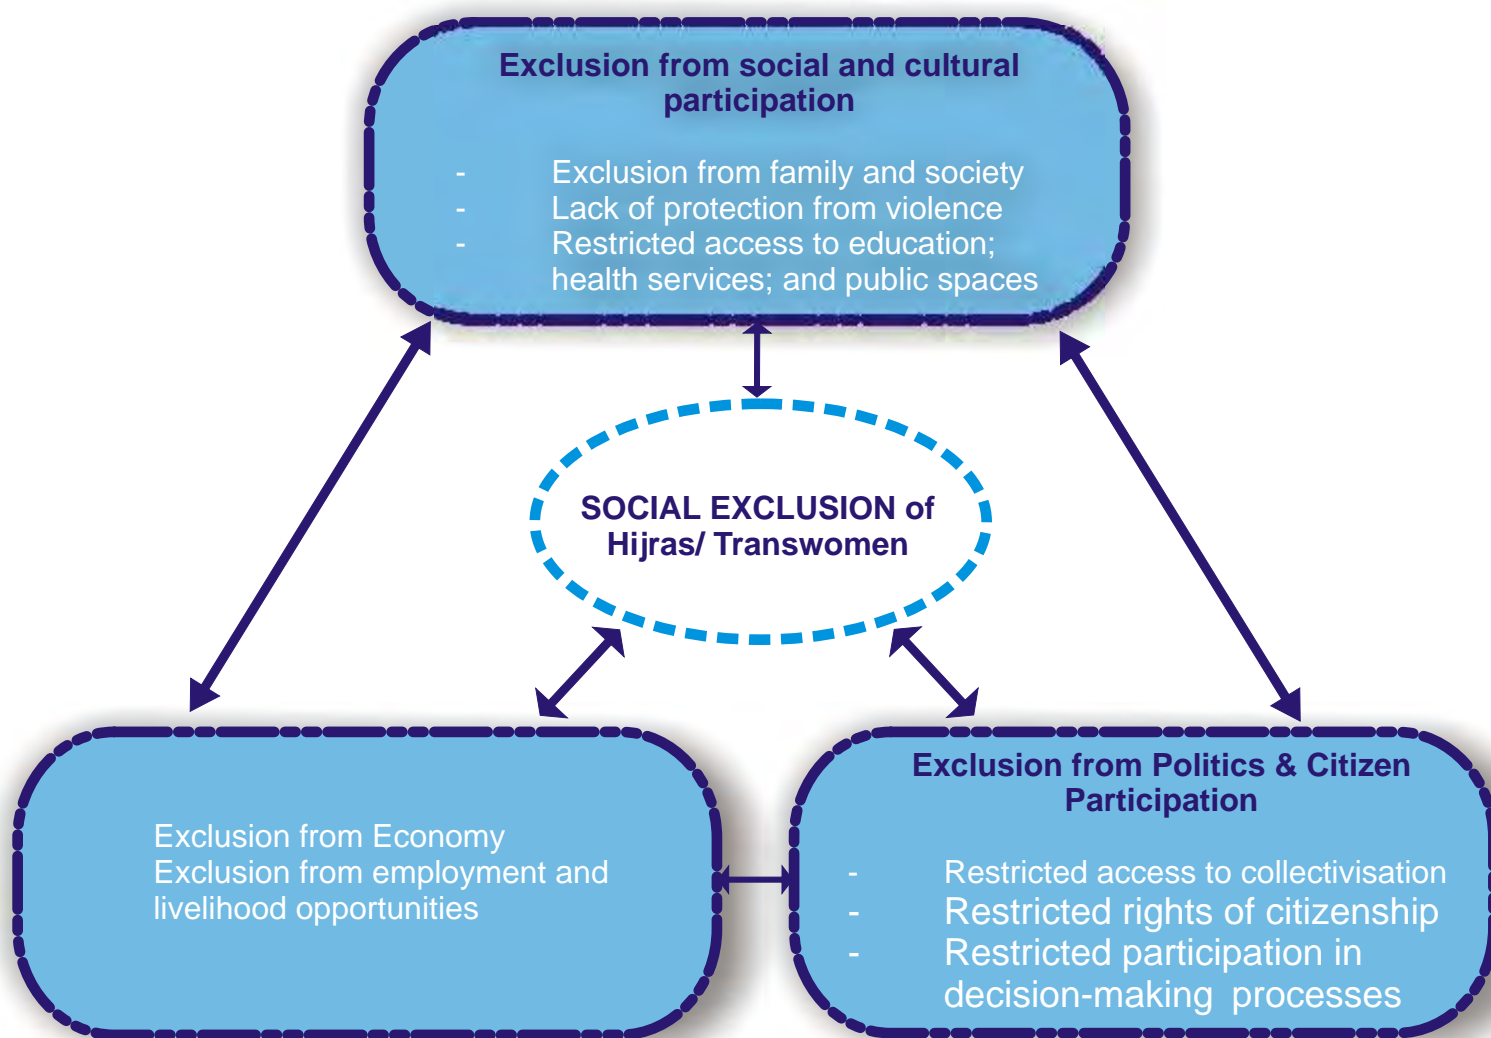 Exclusion from social and cultural
participation
- Exclusion from family and society
- Lack of protection from violence
- Restricted access to education;
health services; and public spaces
SOCIAL EXCLUSION of
Hijras/ Transwomen
Exclusion from Economy
Exclusion from employment and
livelihood opportunities
Exclusion from Politics & Citizen
Participation
- Restricted access to collectivisation
- Restricted rights of citizenship
- Restricted participation in
decision-making processes